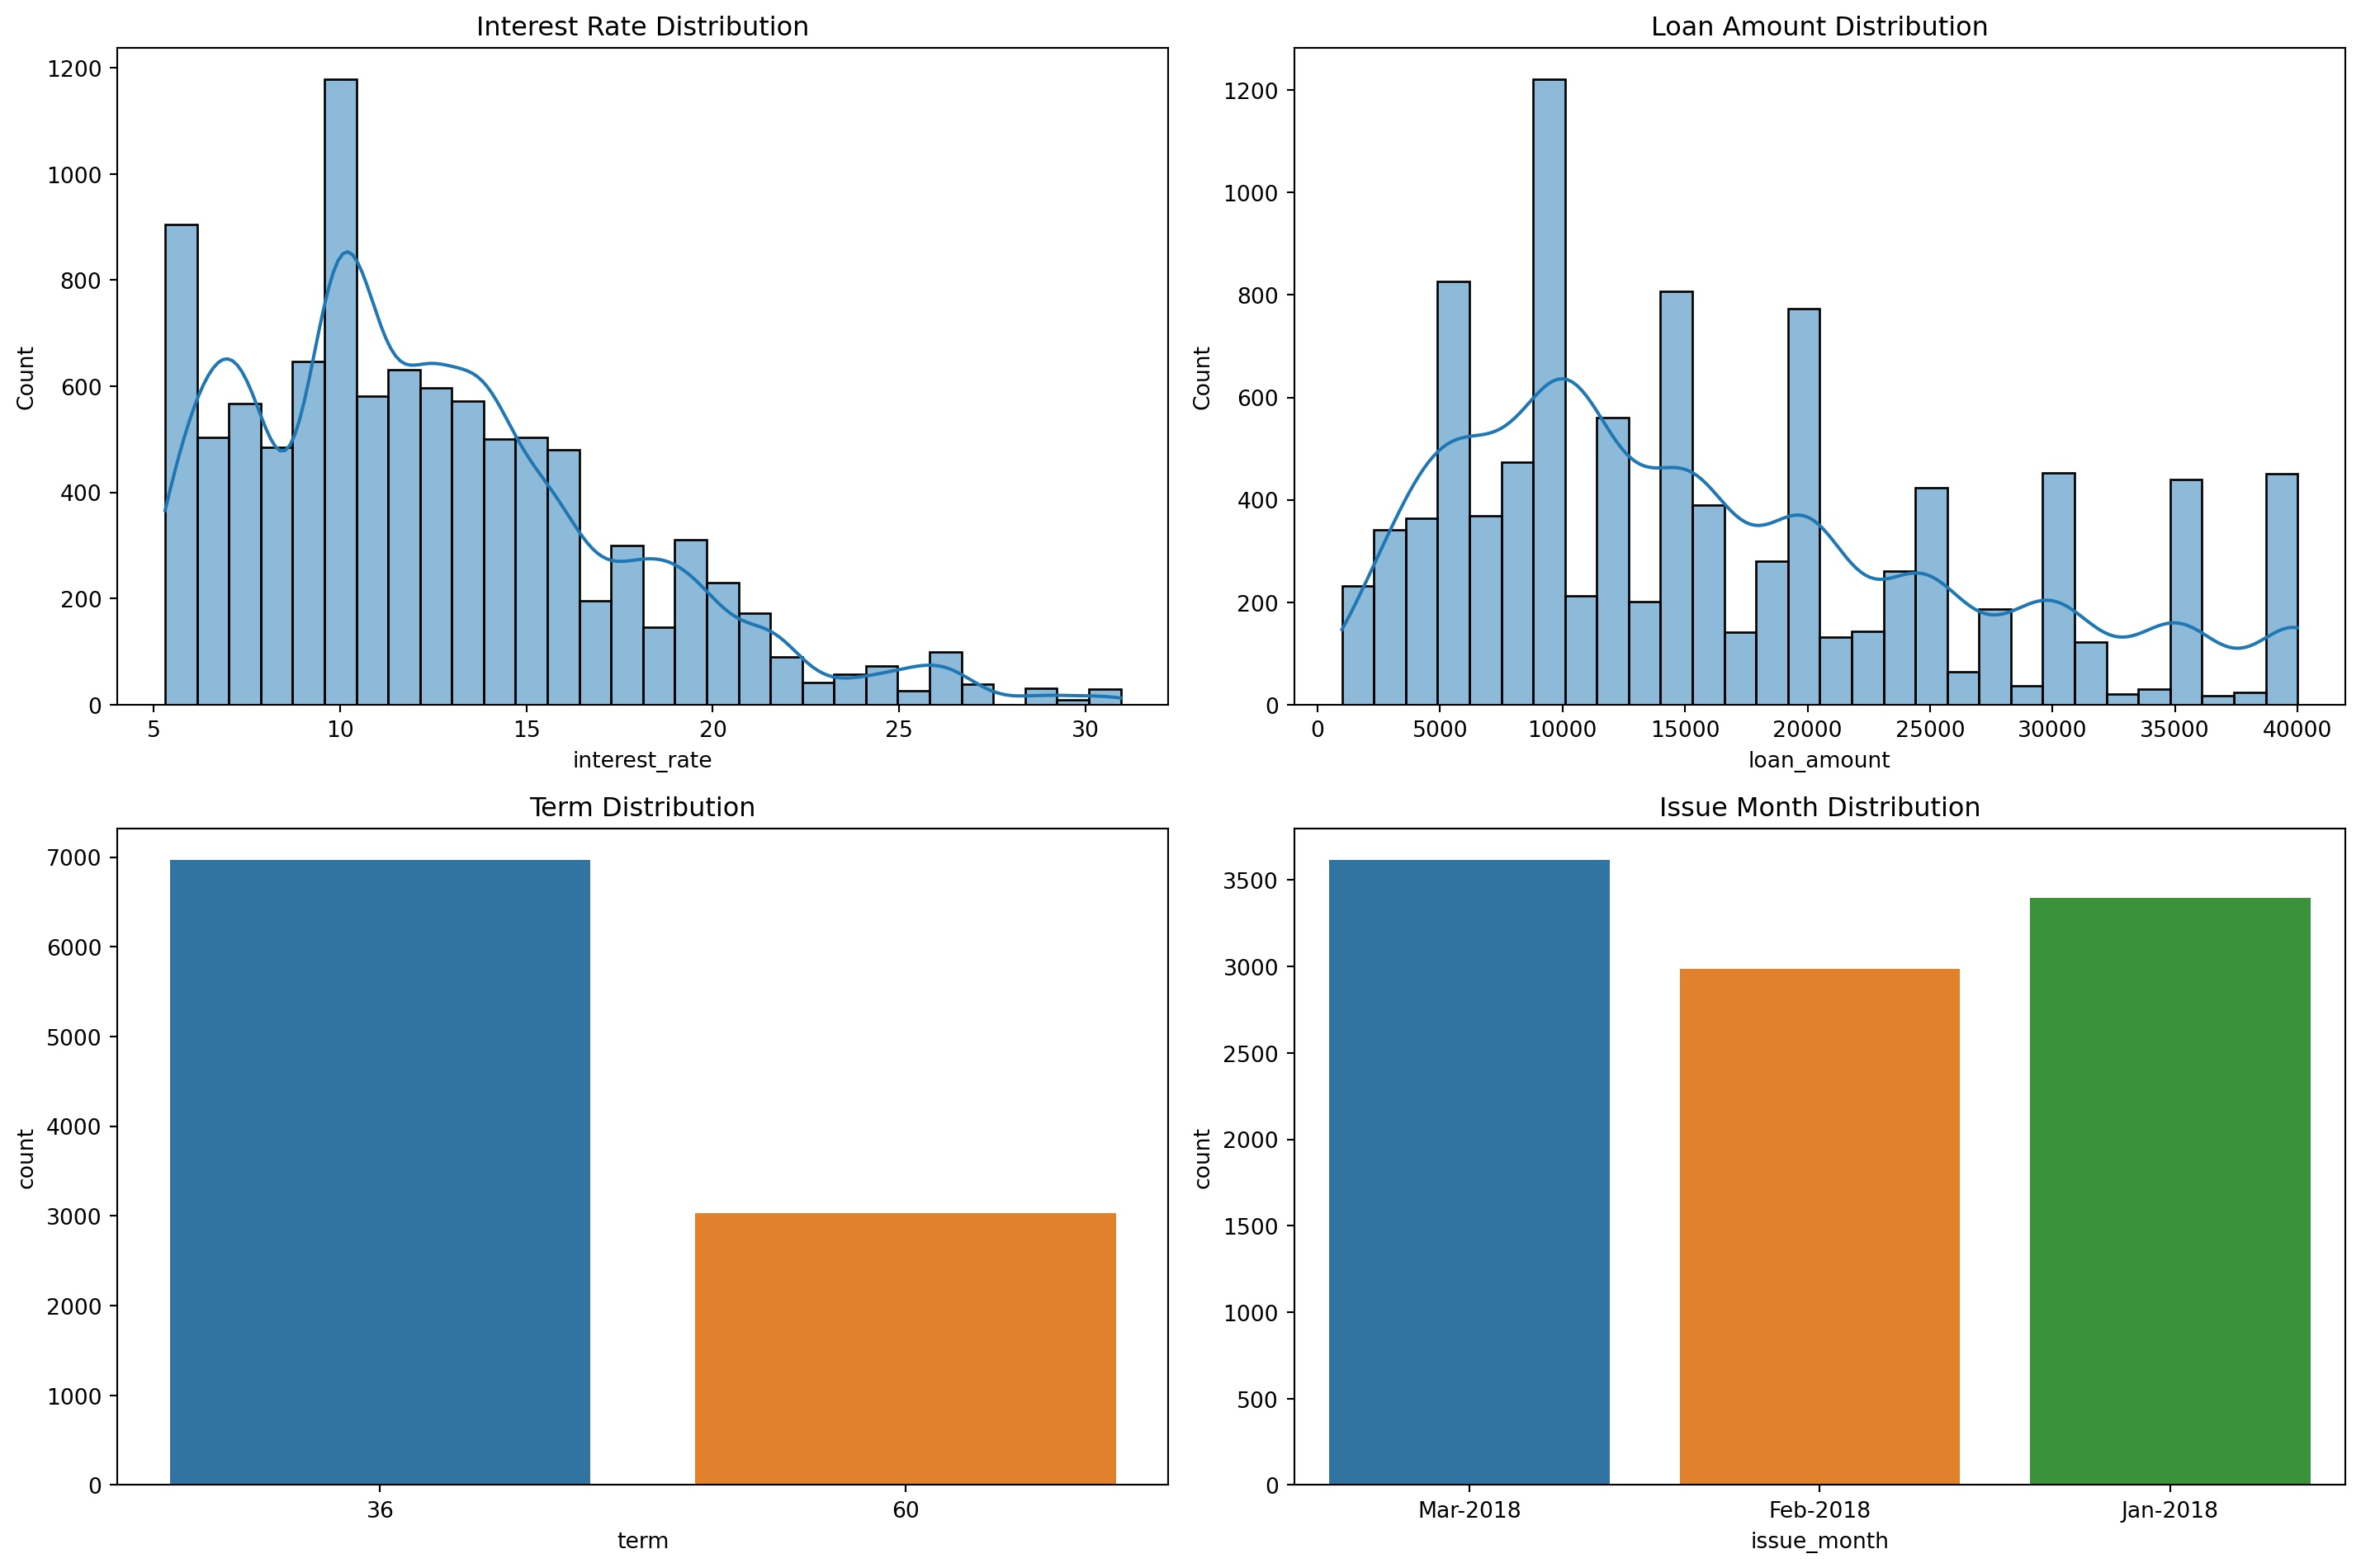 Interest Rate Distribution
Count
1200
1000
800
600
400
200
0
5 10 15 20 25 30
interest_rate
Loan Amount Distribution
Count
1200
1000
800
600
400
200
0
0 5000 10000 15000 20000 25000 30000 35000 40000
loan_amount
Term Distribution
count
7000
6000
5000
4000
3000
2000
1000
0
36 60
term
Issue Month Distribution
count
3500
3000
2500
2000
1500
1000
500
0
Mar-2018 Feb-2018 Jan-2018
issue_month